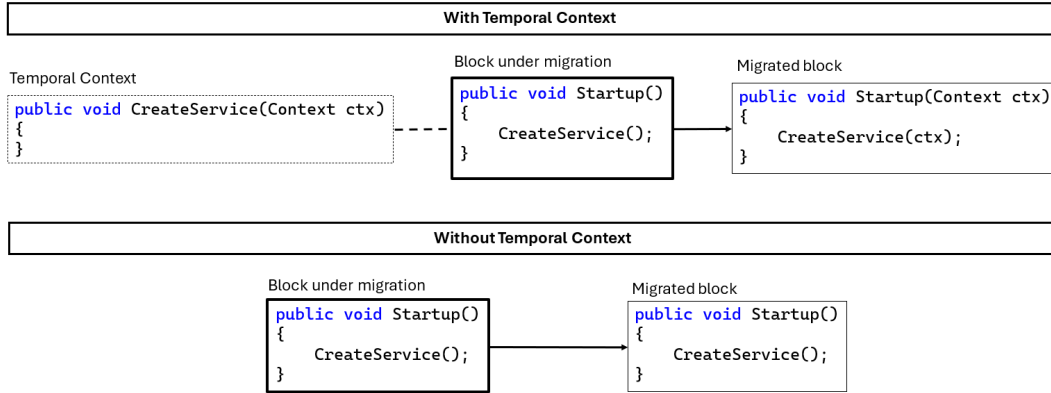 With Temporal Context
Temporal Context
public void CreateService(Context ctx)
{
}
Block under migration
public void Startup()
{
    CreateService();
}
Migrated block
public void Startup(Context ctx)
{
    CreateService(ctx);
}
Without Temporal Context
Block under migration
public void Startup()
{
    CreateService();
}
Migrated block
public void Startup()
{
    CreateService();
}